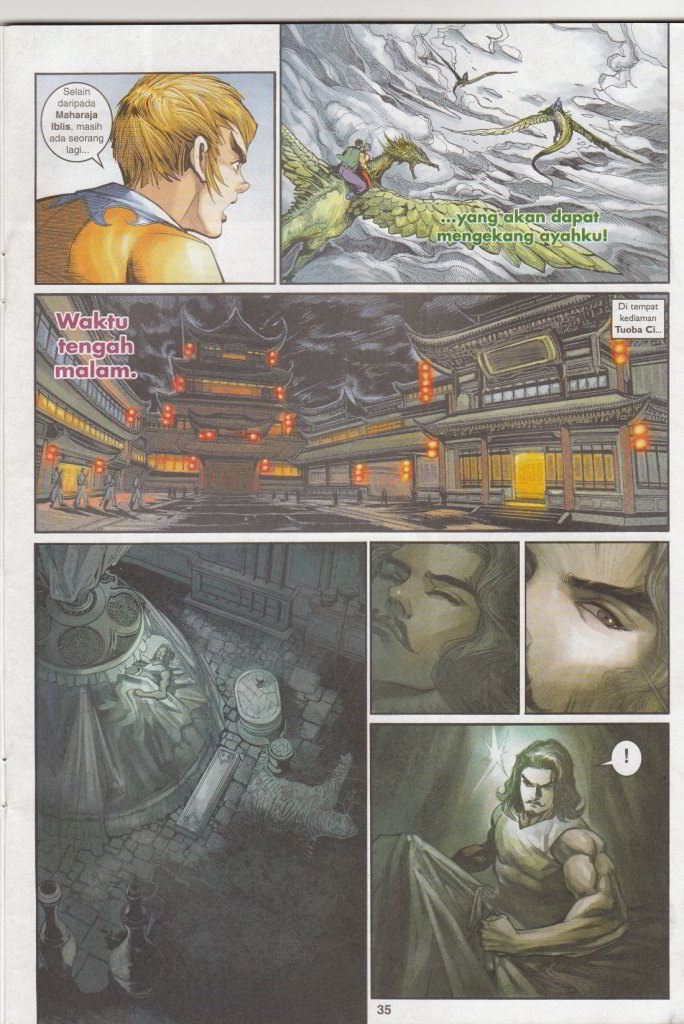 Selain
daripada
Maharaja
Iblis, masih
ada seorang
lagi...
...yang akan dapat
mengekang ayahku!
Waktu
tengah
malam.
Di tempat
kediaman
Tuoba Ci...
!
35